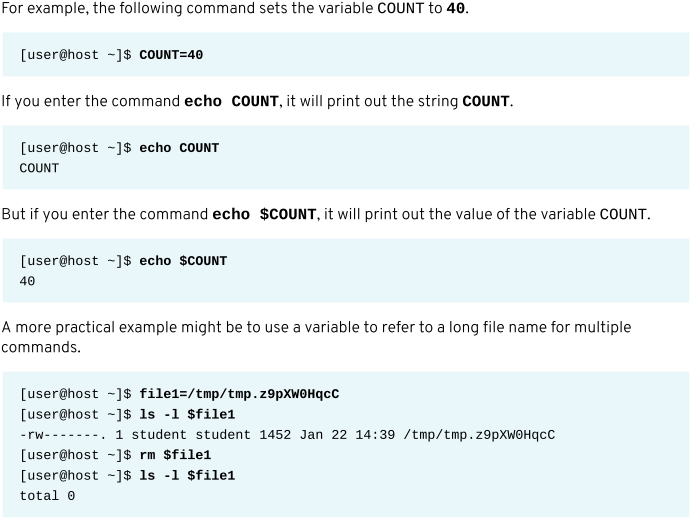 For example, the following command sets the variable COUNT to 40.
[user@host ~]$ COUNT=40
If you enter the command echo COUNT, it will print out the string COUNT.
[user@host ~]$ echo COUNT
COUNT
But if you enter the command echo $COUNT, it will print out the value of the variable COUNT.
[user@host ~]$ echo $COUNT
40
A more practical example might be to use a variable to refer to a long file name for multiple
commands.
[user@host ~]$ file1=/tmp/tmp.z9pXW0HqcC
[user@host ~]$ ls -l $file1
-rw-------. 1 student student 1452 Jan 22 14:39 /tmp/tmp.z9pXW0HqcC
[user@host ~]$ rm $file1
[user@host ~]$ ls -l $file1
total 0